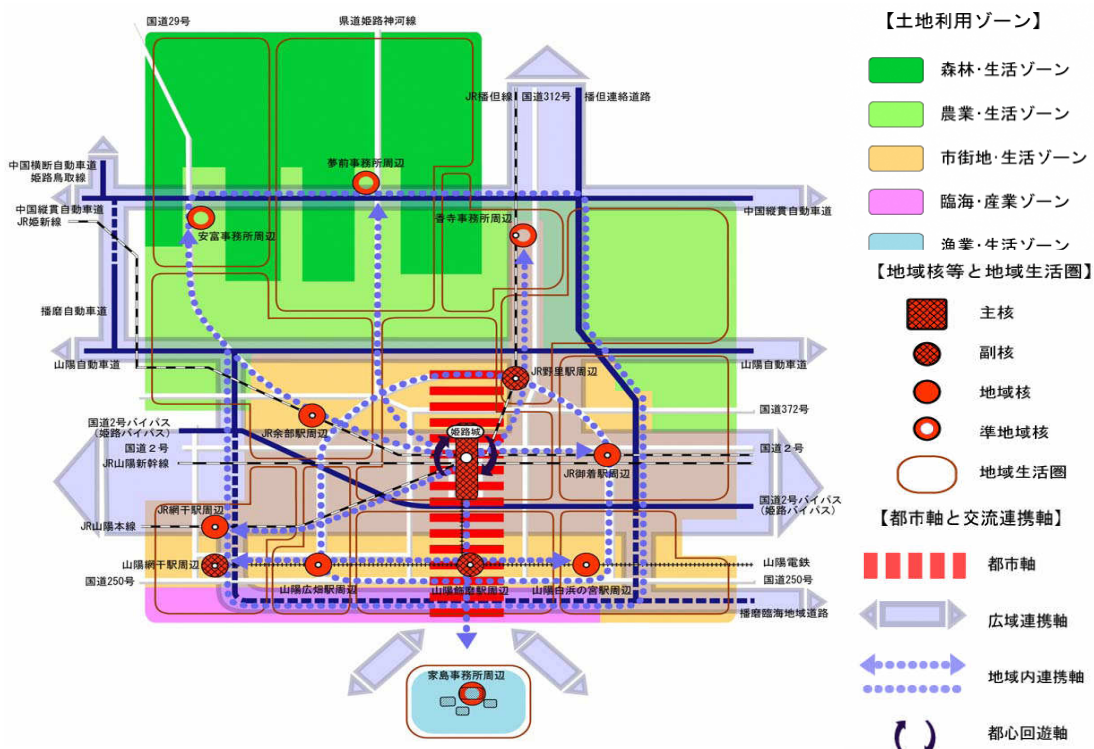 国道29号
県道姫路神河線
JR播但線
国道312号
播但連絡道路
中国横断自動車道
姫路鳥取線
夢前事務所周辺
中国縦貫自動車道
JR姫新線
安富事務所周辺
香寺事務所周辺
中国縦貫自動車道
播磨自動車道
山陽自動車道
山陽自動車道
JR野里駅周辺
国道372号
国道2号バイパス
(姫路バイパス)
JR余部駅周辺
姫路城
国道２号
国道２号
JR山陽新幹線
JR御着駅周辺
国道2号バイパス
(姫路バイパス)
JR網干駅周辺
JR山陽本線
山陽網干駅周辺
山陽電鉄
国道250号
国道250号
山陽広畑駅周辺
山陽飾磨駅周辺
山陽白浜の宮駅周辺
播磨臨海地域道路
家島事務所周辺
【土地利用ゾーン】
森林･生活ゾーン
農業･生活ゾーン
市街地･生活ゾーン
臨海･産業ゾーン
漁業･生活ゾーン
【地域核等と地域生活圏】
主核
副核
地域核
準地域核
地域生活圏
【都市軸と交流連携軸】
都市軸
広域連携軸
地域内連携軸
都心回遊軸